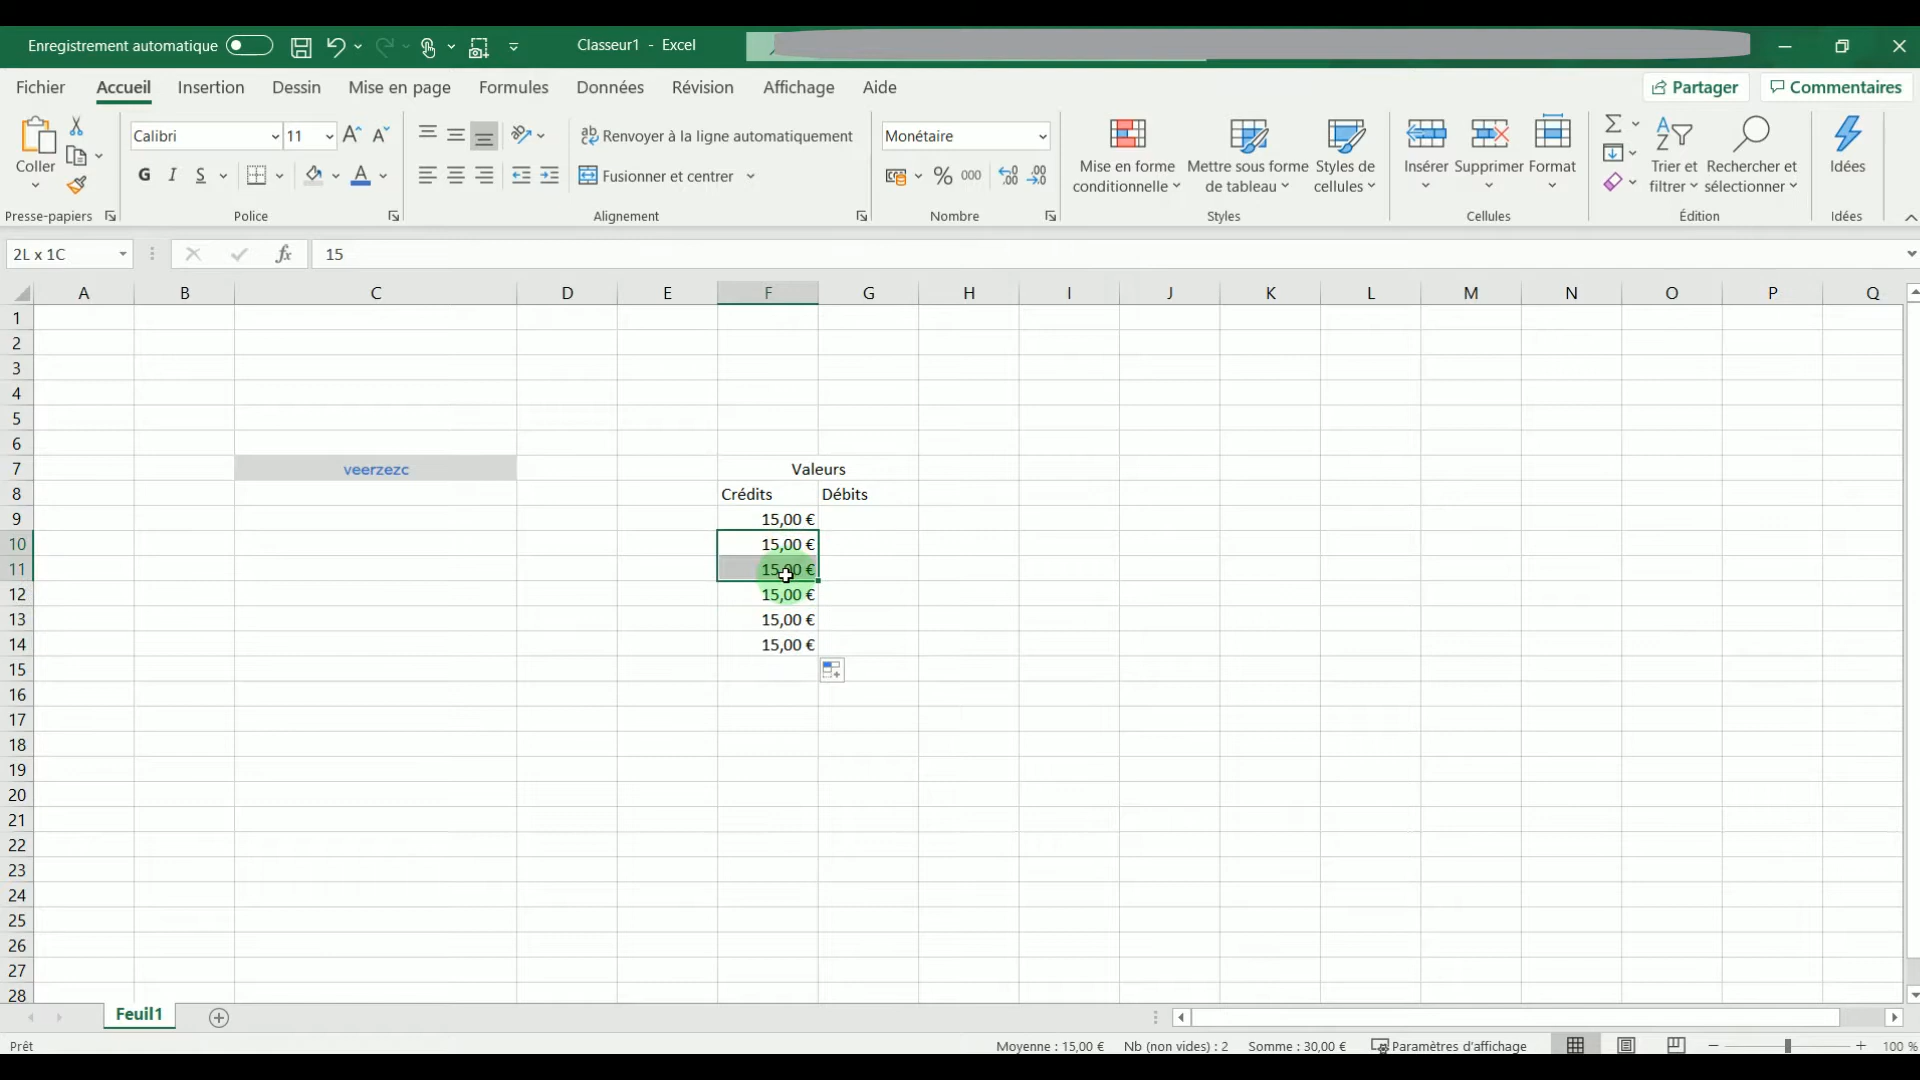 Enregistrement automatique
Classeur1 - Excel
Fichier Accueil Insertion Dessin Mise en page Formules Données Révision Affichage Aide
Partager Commentaires
Coller
Presse-papiers
Calibri 11
G I S
Police
Renvoyer à la ligne automatiquement
Fusionner et centrer
Alignement
Monétaire
% 000
Nombre
Mise en forme conditionnelle
Mettre sous forme de tableau
Styles de cellules
Styles
Insérer Supprimer Format
Cellules
Trier et filtrer
Rechercher et sélectionner
Édition
Idées
Idées
2L x 1C fx 15
A B C D E F G H I J K L M N O P Q
1
2
3
4
5
6
7 veerzezc Valeurs
8 Crédits Débits
9 15,00 €
10 15,00 €
11 15,00 €
12 15,00 €
13 15,00 €
14 15,00 €
15
16
17
18
19
20
21
22
23
24
25
26
27
28
Feuil1
Prêt Moyenne : 15,00 € Nb (non vides) : 2 Somme : 30,00 € Paramètres d'affichage 100 %